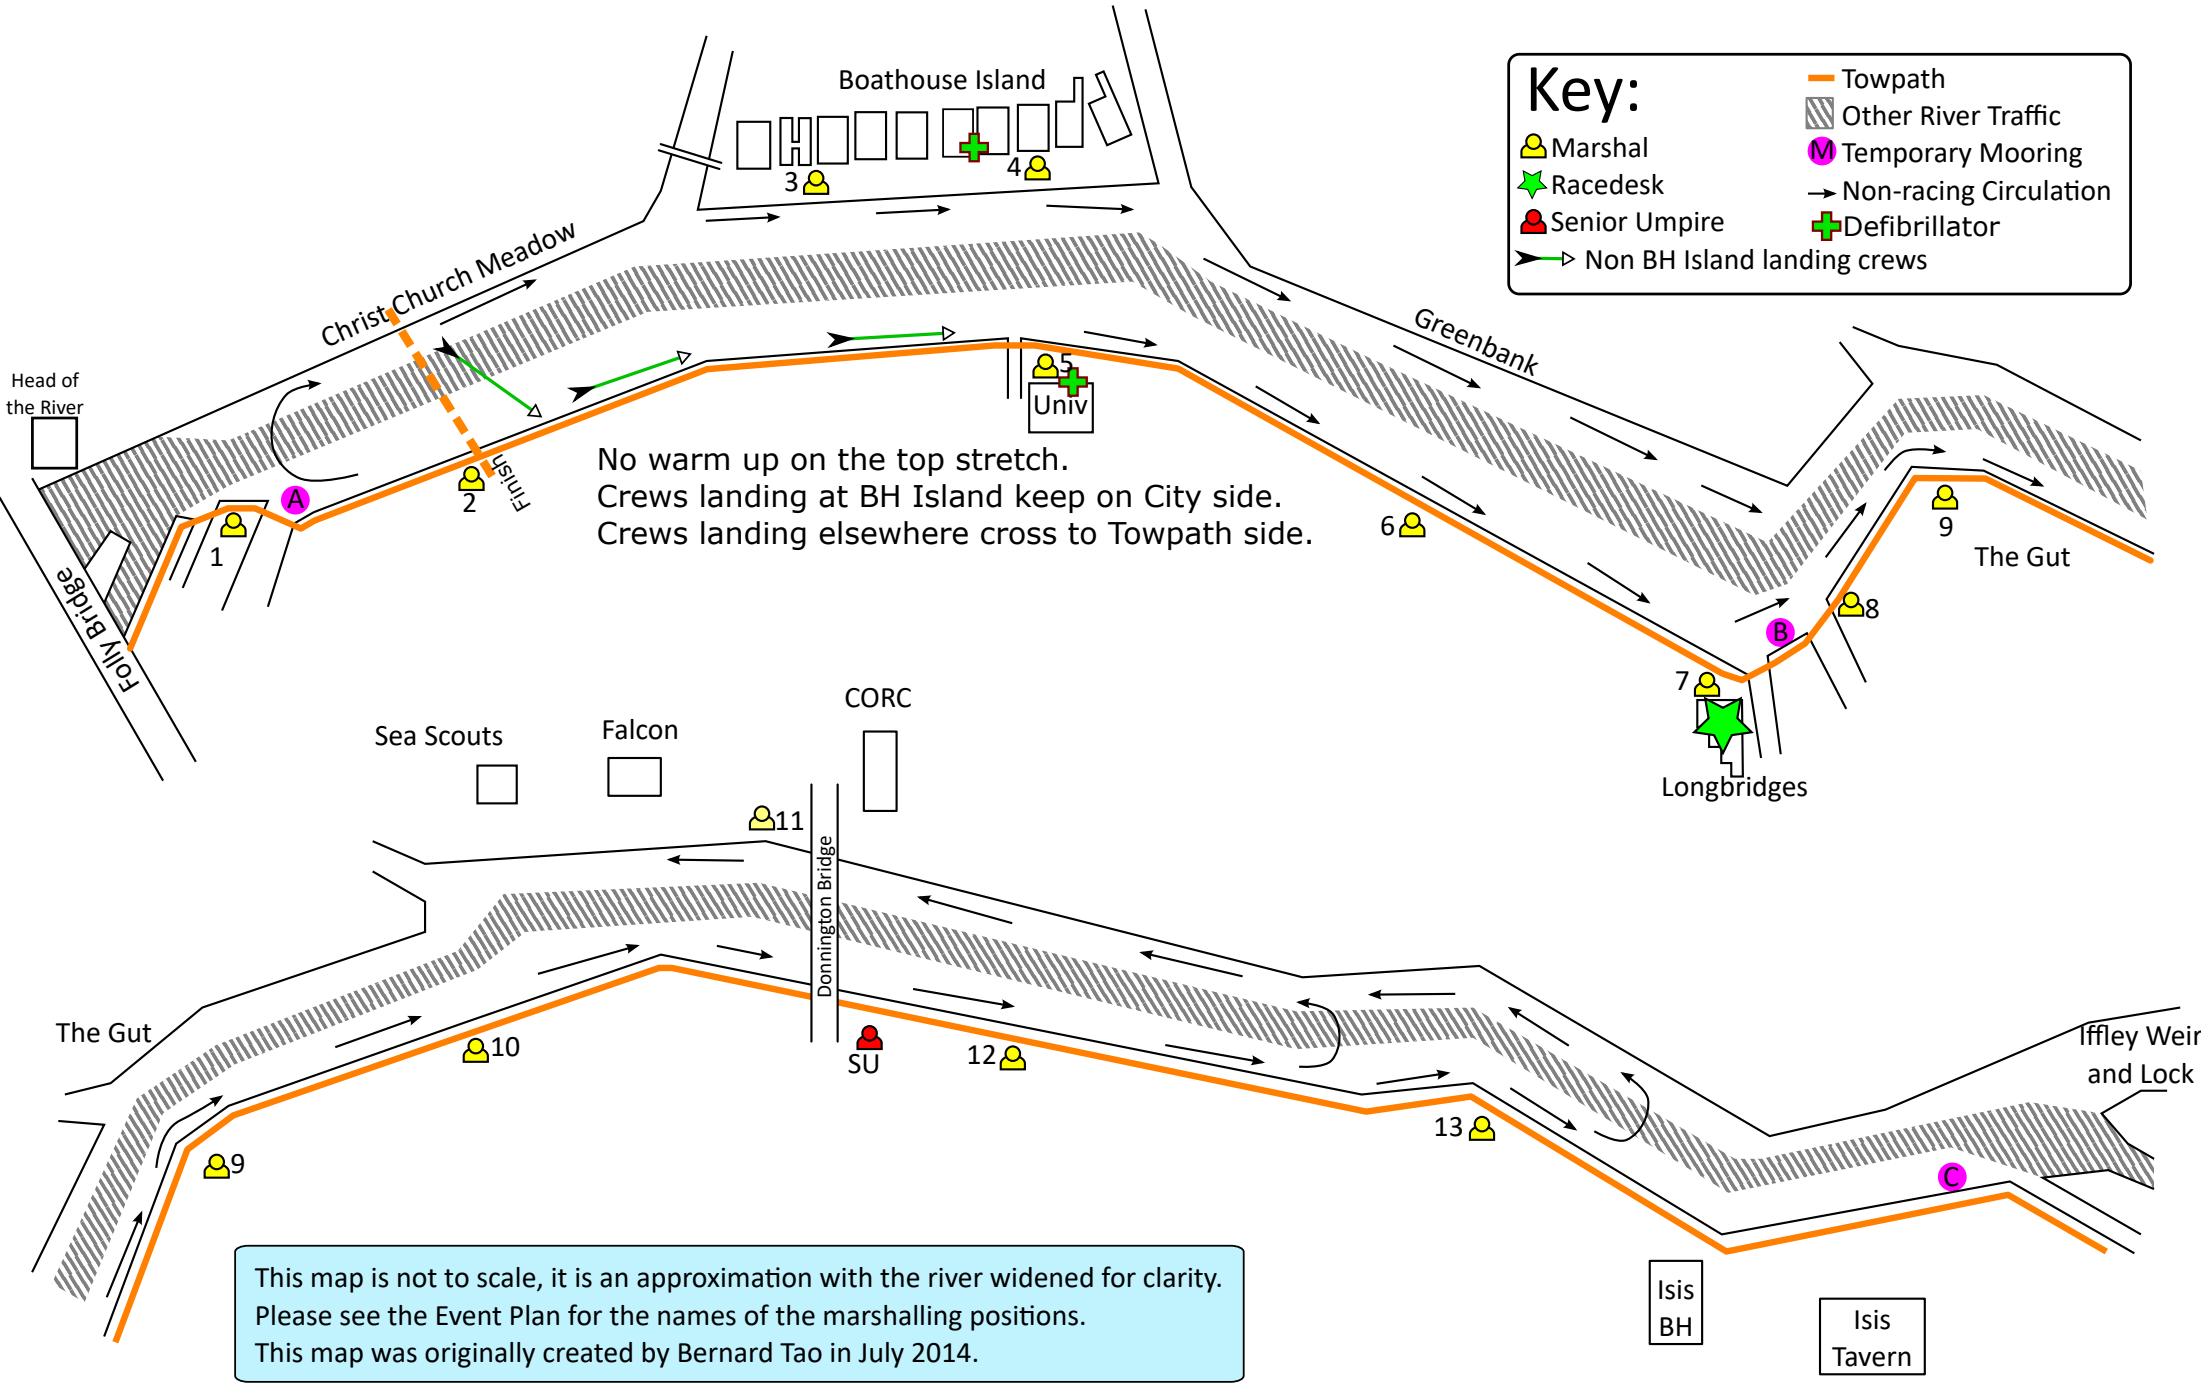 Boathouse Island
3
4
Christ Church Meadow
Head of
the River
A
1
2
Finish
Folly Bridge
5
Univ
Greenbank
No warm up on the top stretch.
Crews landing at BH Island keep on City side.
Crews landing elsewhere cross to Towpath side.
Key:
Marshal
Racedesk
Senior Umpire
Non BH Island landing crews
Towpath
Other River Traffic
M Temporary Mooring
Non-racing Circulation
Defibrillator
6
9
The Gut
8
B
7
Longbridges
Sea Scouts
Falcon
CORC
11
Donnington Bridge
The Gut
10
9
SU
12
13
Iffley Weir
and Lock
C
Isis
BH
Isis
Tavern
This map is not to scale, it is an approximation with the river widened for clarity.
Please see the Event Plan for the names of the marshalling positions.
This map was originally created by Bernard Tao in July 2014.